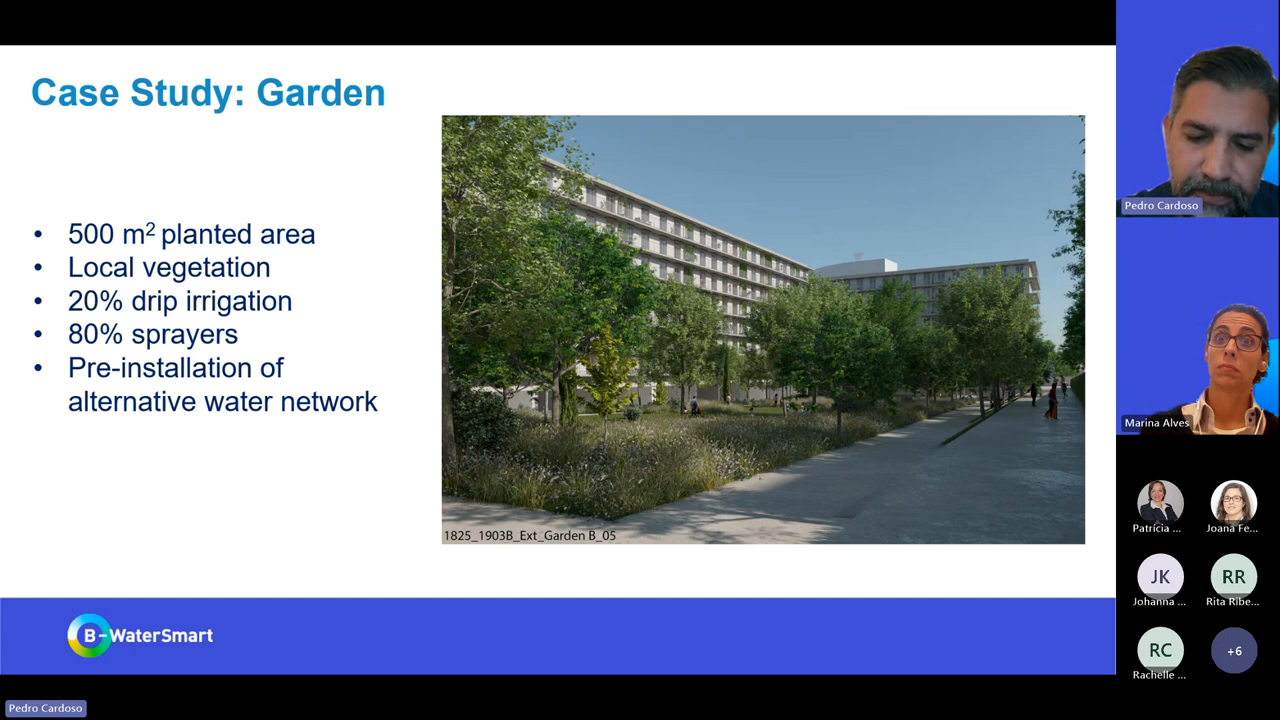 Case Study: Garden
• 500 m² planted area
• Local vegetation
• 20% drip irrigation
• 80% sprayers
• Pre-installation of
alternative water network
1825_1903B_Ext_Garden B_05
B-WaterSmart
Pedro Cardoso
Marina Alves
Patrícia ...
Joana Fe...
JK
Johanna ...
RR
Rita Ribe...
RC
Rachelle ...
+6
Pedro Cardoso